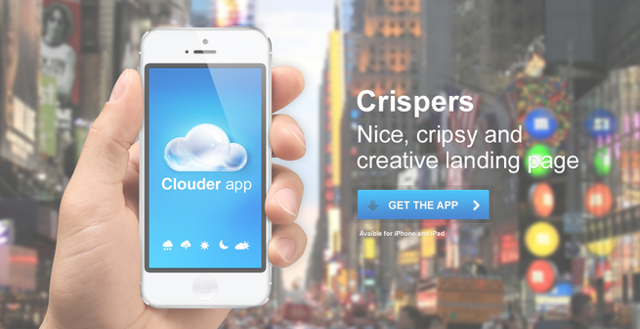 Clouder app
Crispers
Nice, cripsy and
creative landing page
GET THE APP
Avaible for iPhone and iPad